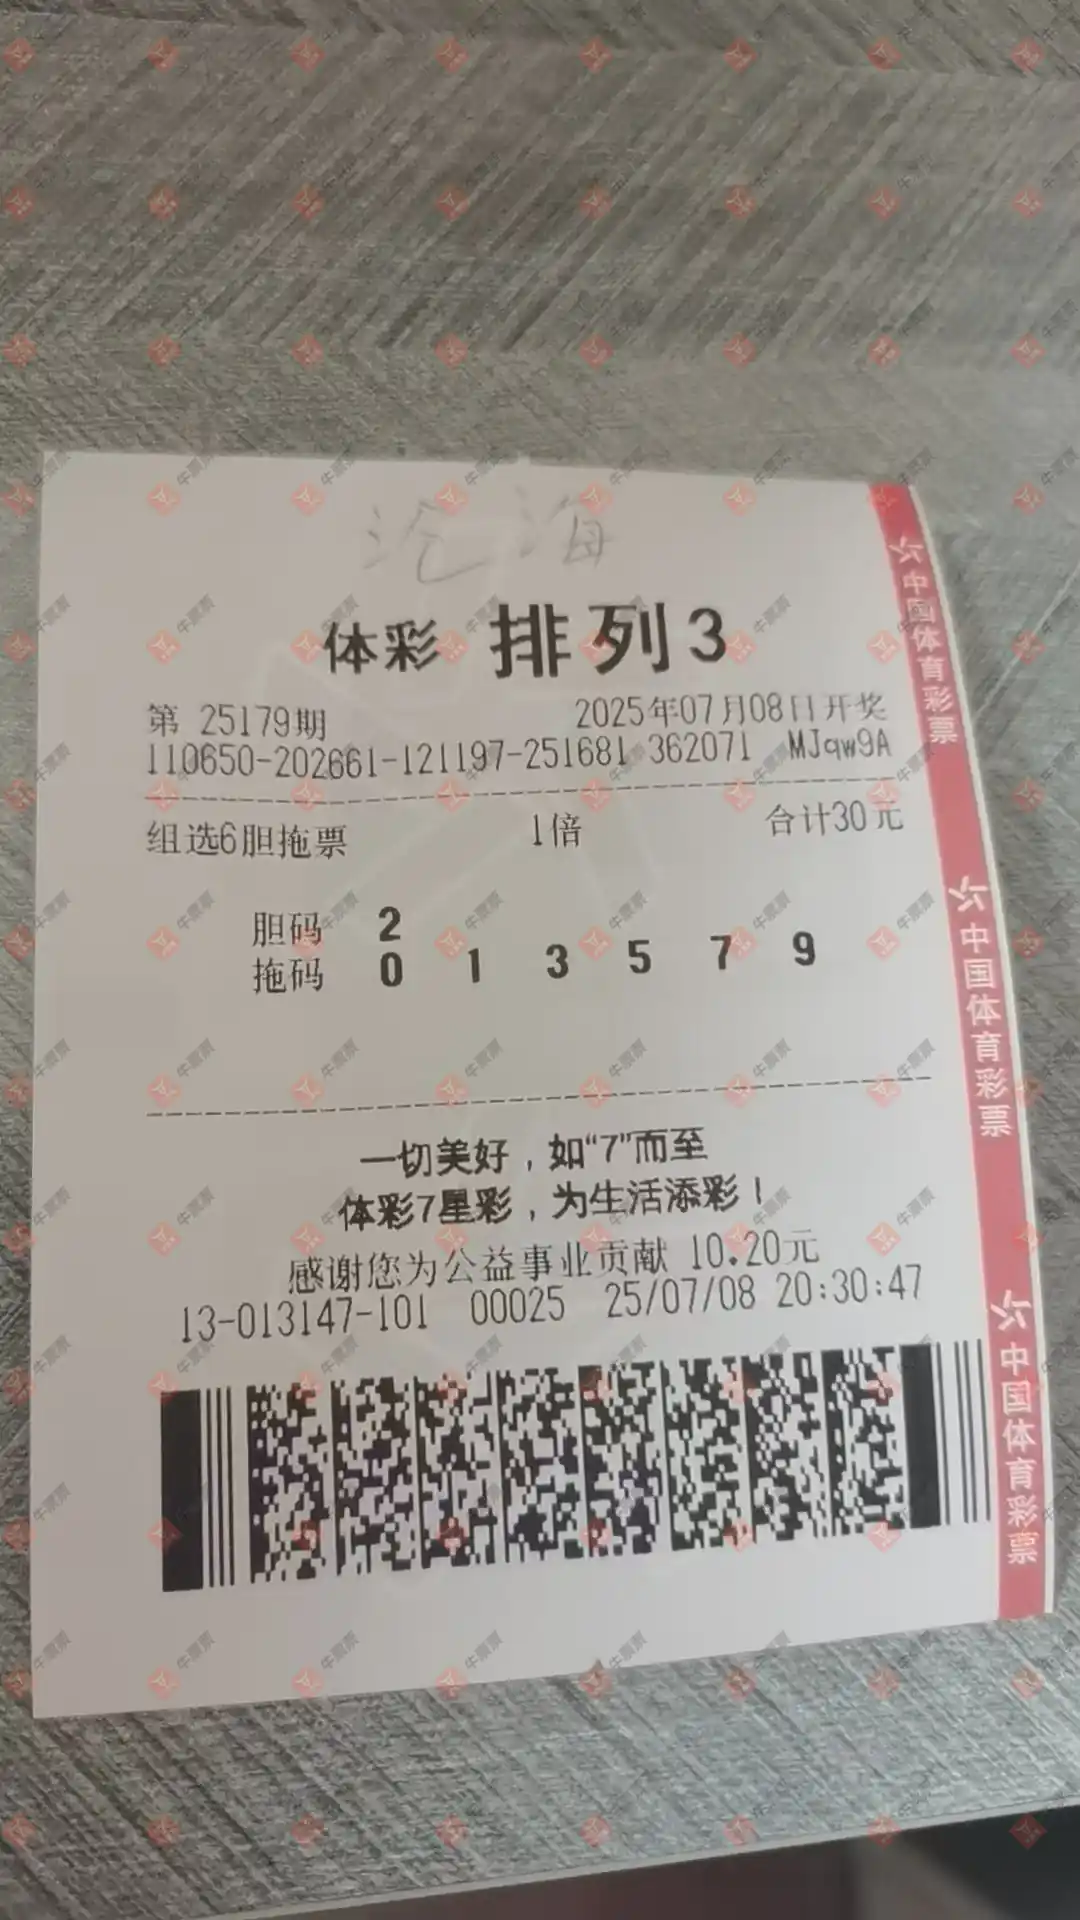 沧海
体彩 排列3
第 25179期 2025年07月08日开奖
110650-202661-121197-251681 362071 MJqw9A
组选6胆拖票 1倍 合计30元
胆码 2
拖码 0 1 3 5 7 9
一切美好，如“7”而至
体彩7星彩，为生活添彩！
感谢您为公益事业贡献 10.20元
13-013147-101 00025 25/07/08 20:30:47
中国体育彩票
中国体育彩票
中国体育彩票
牛票票